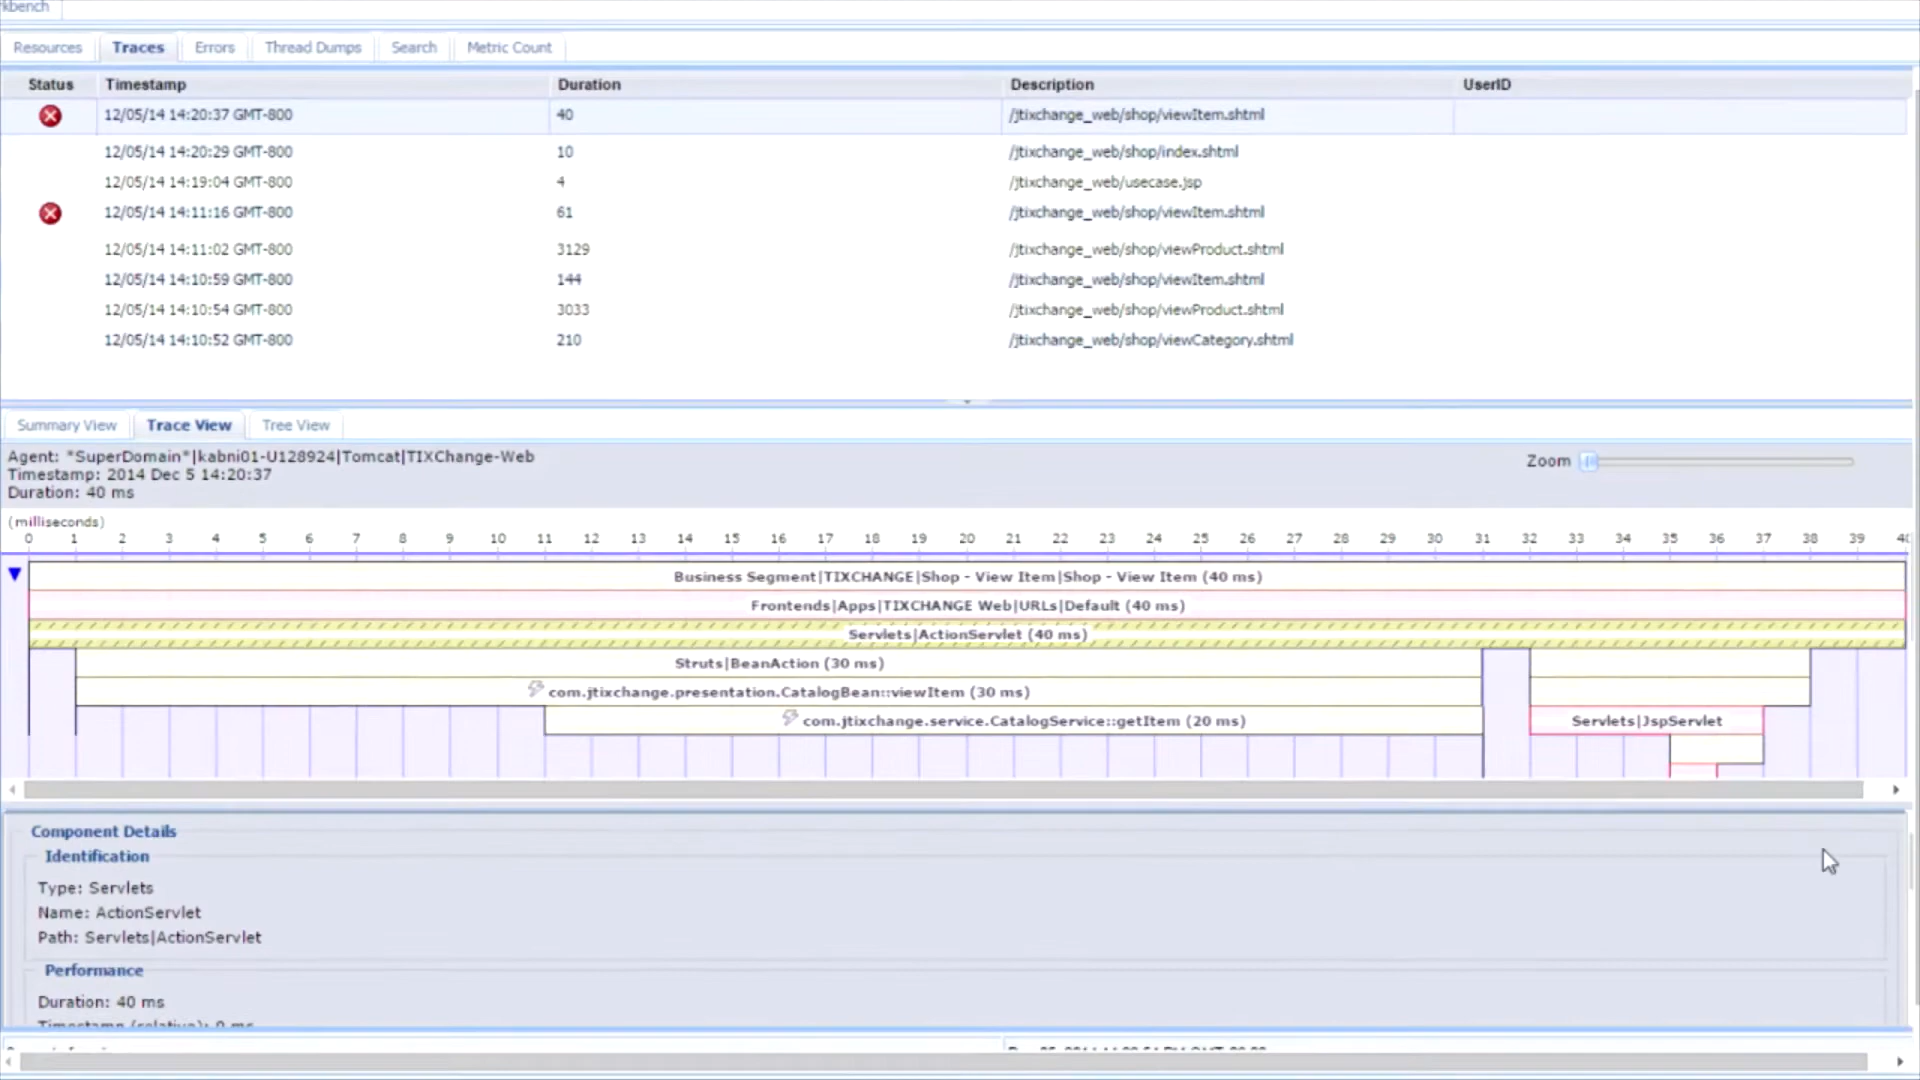 kbench
Resources Traces Errors Thread Dumps Search Metric Count
Status Timestamp Duration Description UserID
12/05/14 14:20:37 GMT-800 40 /jtixchange_web/shop/viewItem.shtml
12/05/14 14:20:29 GMT-800 10 /jtixchange_web/shop/index.shtml
12/05/14 14:19:04 GMT-800 4 /jtixchange_web/usecase.jsp
12/05/14 14:11:16 GMT-800 61 /jtixchange_web/shop/viewItem.shtml
12/05/14 14:11:02 GMT-800 3129 /jtixchange_web/shop/viewProduct.shtml
12/05/14 14:10:59 GMT-800 144 /jtixchange_web/shop/viewItem.shtml
12/05/14 14:10:54 GMT-800 3033 /jtixchange_web/shop/viewProduct.shtml
12/05/14 14:10:52 GMT-800 210 /jtixchange_web/shop/viewCategory.shtml
Summary View Trace View Tree View
Agent: *SuperDomain*|kabni01-U128924|Tomcat|TIXChange-Web
Timestamp: 2014 Dec 5 14:20:37
Duration: 40 ms
Zoom
(milliseconds)
0 1 2 3 4 5 6 7 8 9 10 11 12 13 14 15 16 17 18 19 20 21 22 23 24 25 26 27 28 29 30 31 32 33 34 35 36 37 38 39 40
Business Segment|TIXCHANGE|Shop - View Item|Shop - View Item (40 ms)
Frontends|Apps|TIXCHANGE Web|URLs|Default (40 ms)
Servlets|ActionServlet (40 ms)
Struts|BeanAction (30 ms)
com.jtixchange.presentation.CatalogBean::viewItem (30 ms)
com.jtixchange.service.CatalogService::getItem (20 ms) Servlets|JspServlet
Component Details
Identification
Type: Servlets
Name: ActionServlet
Path: Servlets|ActionServlet
Performance
Duration: 40 ms
Timestamp (relative): 0 ms